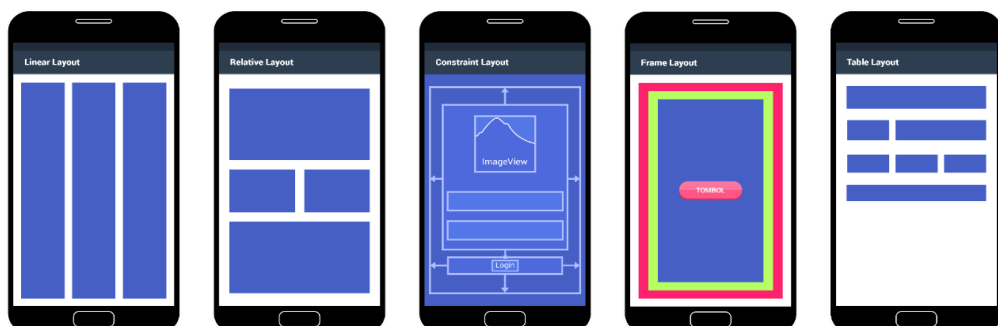 Linear Layout
Relative Layout
Constraint Layout
ImageView
Login
Frame Layout
TOMBOL
Table Layout